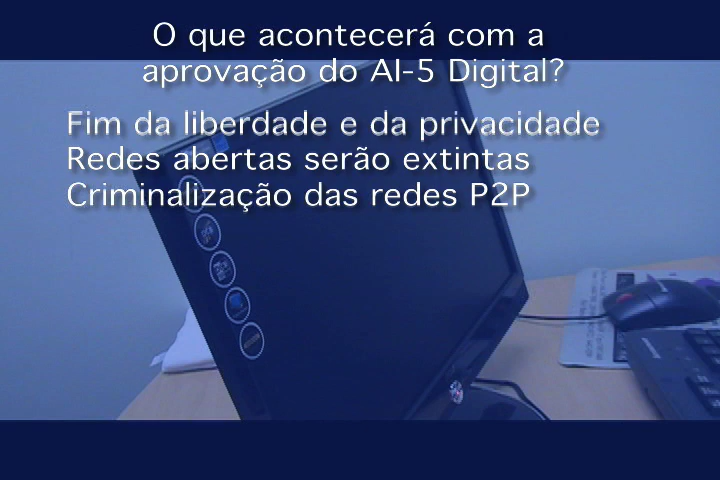 O que acontecerá com a
aprovação do AI-5 Digital?
Fim da liberdade e da privacidade
Redes abertas serão extintas
Criminalização das redes P2P